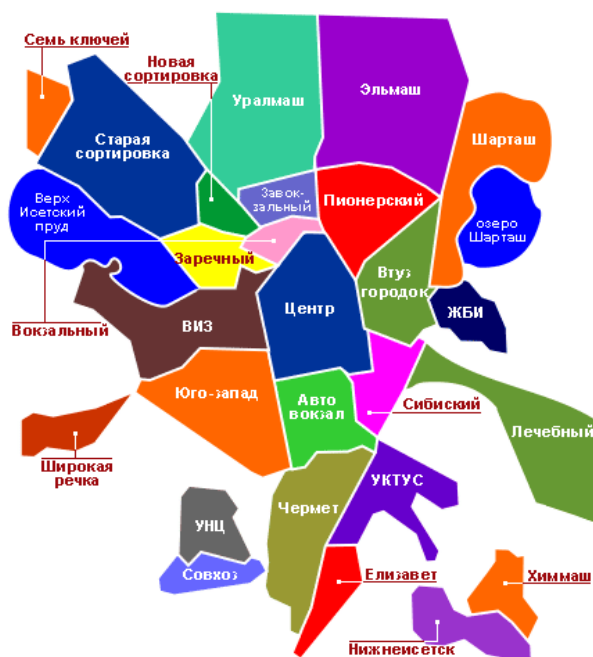 Семь ключей
Новая
сортировка
Уралмаш
Эльмаш
Шарташ
Старая
сортировка
Верх
Исетский
пруд
Завок-
зальный
Пионерский
озеро
Шарташ
Заречный
Втуз
городок
Центр
ЖБИ
Вокзальный
ВИЗ
Юго-запад
Авто
вокзал
Сибиский
Лечебный
Широкая
речка
УКТУС
Чермет
УНЦ
Совхоз
Елизавет
Химмаш
Нижнеисетск